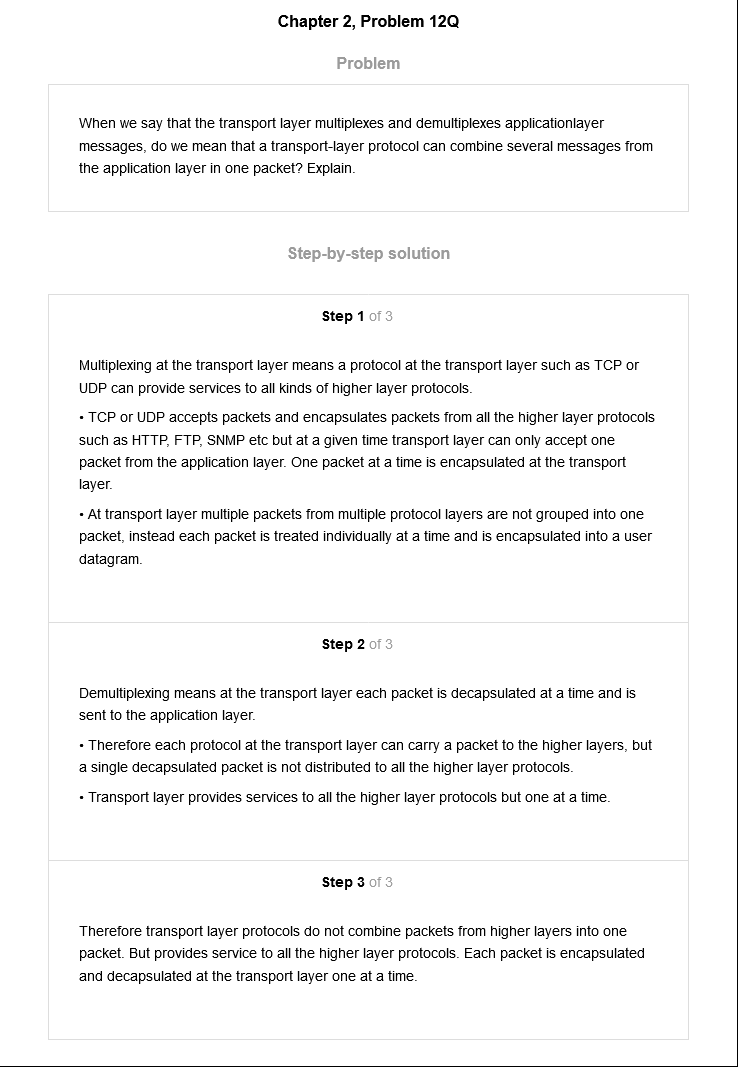 Chapter 2, Problem 12Q
Problem
When we say that the transport layer multiplexes and demultiplexes applicationlayer
messages, do we mean that a transport-layer protocol can combine several messages from
the application layer in one packet? Explain.
Step-by-step solution
Step 1 of 3
Multiplexing at the transport layer means a protocol at the transport layer such as TCP or
UDP can provide services to all kinds of higher layer protocols.
• TCP or UDP accepts packets and encapsulates packets from all the higher layer protocols
such as HTTP, FTP, SNMP etc but at a given time transport layer can only accept one
packet from the application layer. One packet at a time is encapsulated at the transport
layer.
• At transport layer multiple packets from multiple protocol layers are not grouped into one
packet, instead each packet is treated individually at a time and is encapsulated into a user
datagram.
Step 2 of 3
Demultiplexing means at the transport layer each packet is decapsulated at a time and is
sent to the application layer.
• Therefore each protocol at the transport layer can carry a packet to the higher layers, but
a single decapsulated packet is not distributed to all the higher layer protocols.
• Transport layer provides services to all the higher layer protocols but one at a time.
Step 3 of 3
Therefore transport layer protocols do not combine packets from higher layers into one
packet. But provides service to all the higher layer protocols. Each packet is encapsulated
and decapsulated at the transport layer one at a time.